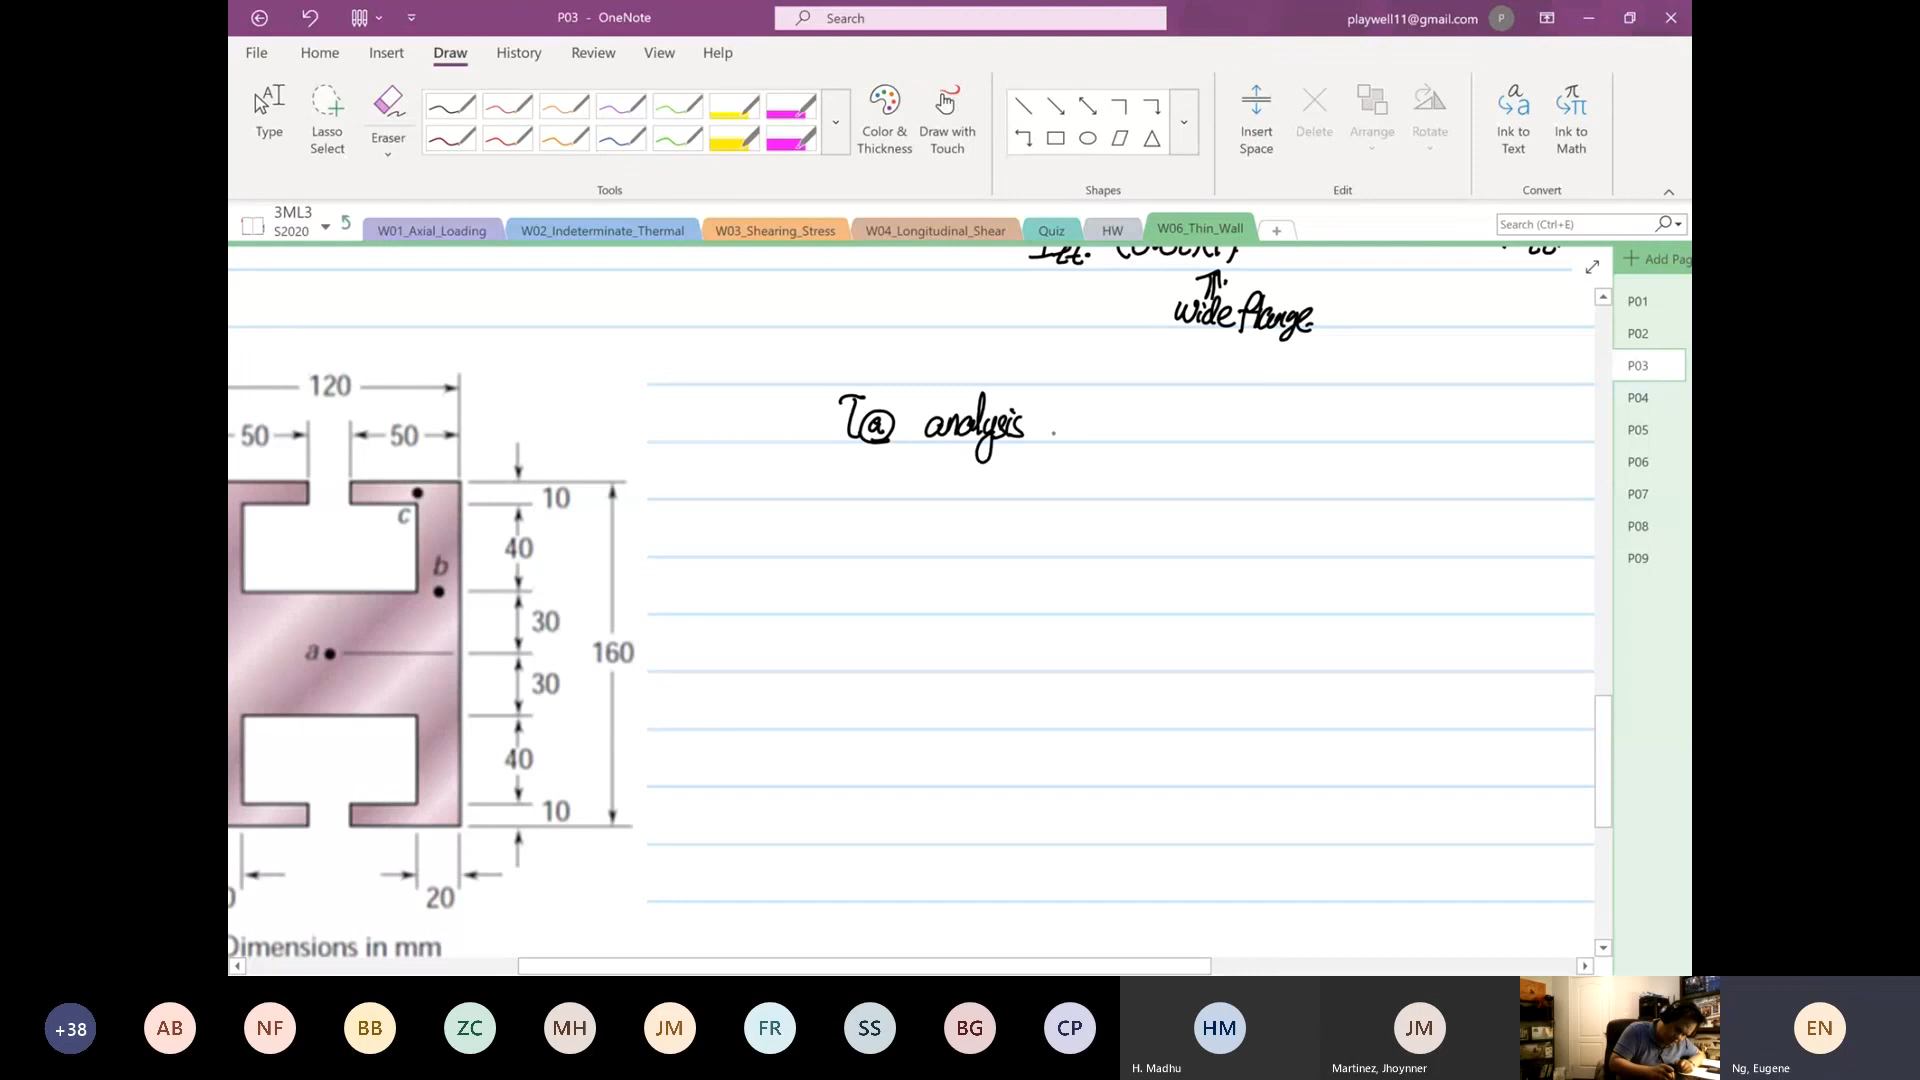 P03 - OneNote
Search
playwell11@gmail.com
P
File Home Insert Draw History Review View Help
Type
Lasso Select
Eraser
Color & Thickness
Draw with Touch
Insert Space
Delete
Arrange
Rotate
Ink to Text
Ink to Math
Tools
Shapes
Edit
Convert
3ML3
S2020
W01_Axial_Loading
W02_Indeterminate_Thermal
W03_Shearing_Stress
W04_Longitudinal_Shear
Quiz
HW
W06_Thin_Wall
Search (Ctrl+E)
Add Pag
P01
P02
P03
P04
P05
P06
P07
P08
P09
wide flange.
τ@a analysis
120
50
50
10
c
40
b
30
a
160
30
40
10
20
Dimensions in mm
+38
AB
NF
BB
ZC
MH
JM
FR
SS
BG
CP
HM
H. Madhu
JM
Martinez, Jhoynner
EN
Ng, Eugene